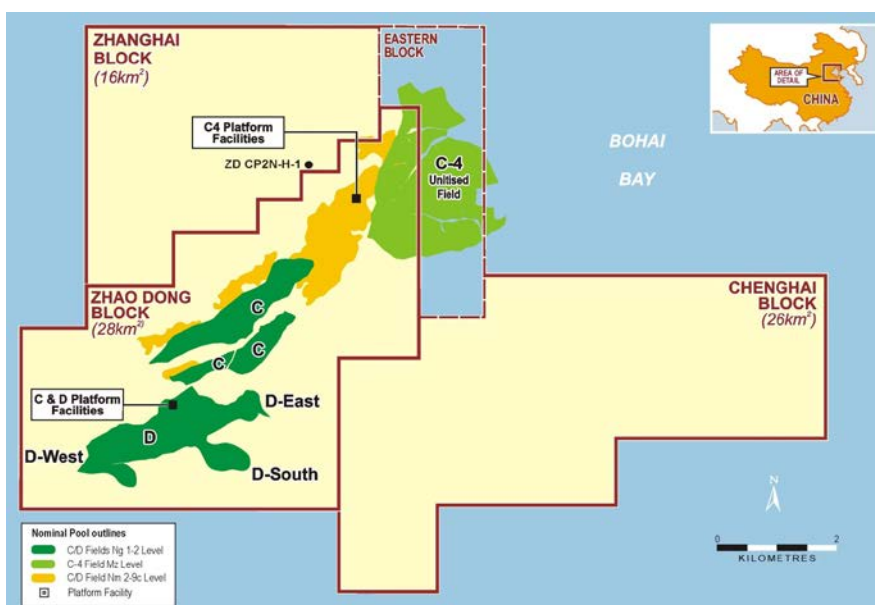 ZHANGHAI
BLOCK
(16km²)
EASTERN
BLOCK
AREA OF
DETAIL
CHINA
C4 Platform
Facilities
ZD CP2N-H-1
C-4
Unitised
Field
BOHAI
BAY
ZHAO DONG
BLOCK
(28km²)
CHENGHAI
BLOCK
(26km²)
C
C
C
C & D Platform
Facilities
D-East
D
D-West
D-South
N
Nominal Pool outlines
C/D Fields Ng 1-2 Level
C-4 Field Mz Level
C/D Field Nm 2-9c Level
Platform Facility
0 2
KILOMETRES